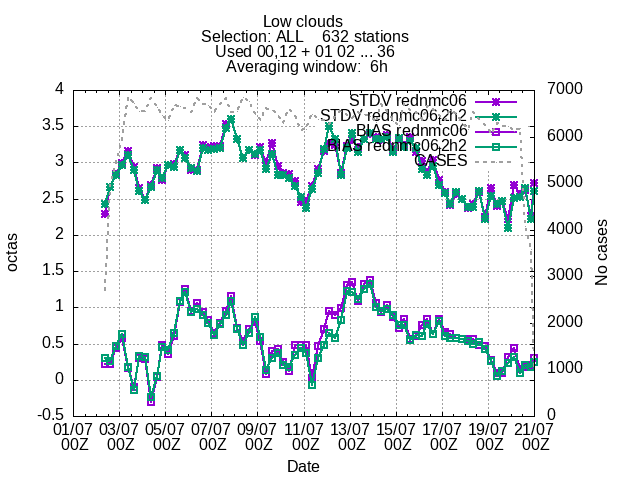 Low clouds
Selection: ALL 632 stations
Used 00,12 + 01 02 ... 36
Averaging window: 6h
4 7000
STDV rednmc06
3.5 STDV rednmc06.2h2
BIAS rednmc06 6000
BIAS rednmc06.2h2
3 CASES
2.5 5000
2 4000
octas
1.5 3000
No cases
1 2000
0.5
0 1000
-0.5 0
01/07 03/07 05/07 07/07 09/07 11/07 13/07 15/07 17/07 19/07 21/07
00Z 00Z 00Z 00Z 00Z 00Z 00Z 00Z 00Z 00Z 00Z
Date